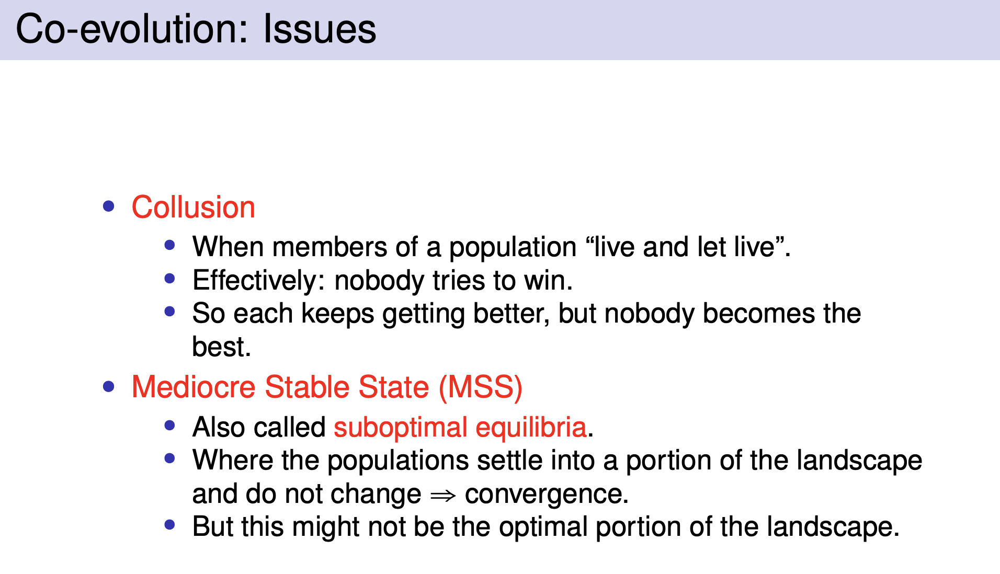 Co-evolution: Issues
• Collusion
• When members of a population “live and let live”.
• Effectively: nobody tries to win.
• So each keeps getting better, but nobody becomes the
best.
• Mediocre Stable State (MSS)
• Also called suboptimal equilibria.
• Where the populations settle into a portion of the landscape
and do not change ⇒ convergence.
• But this might not be the optimal portion of the landscape.